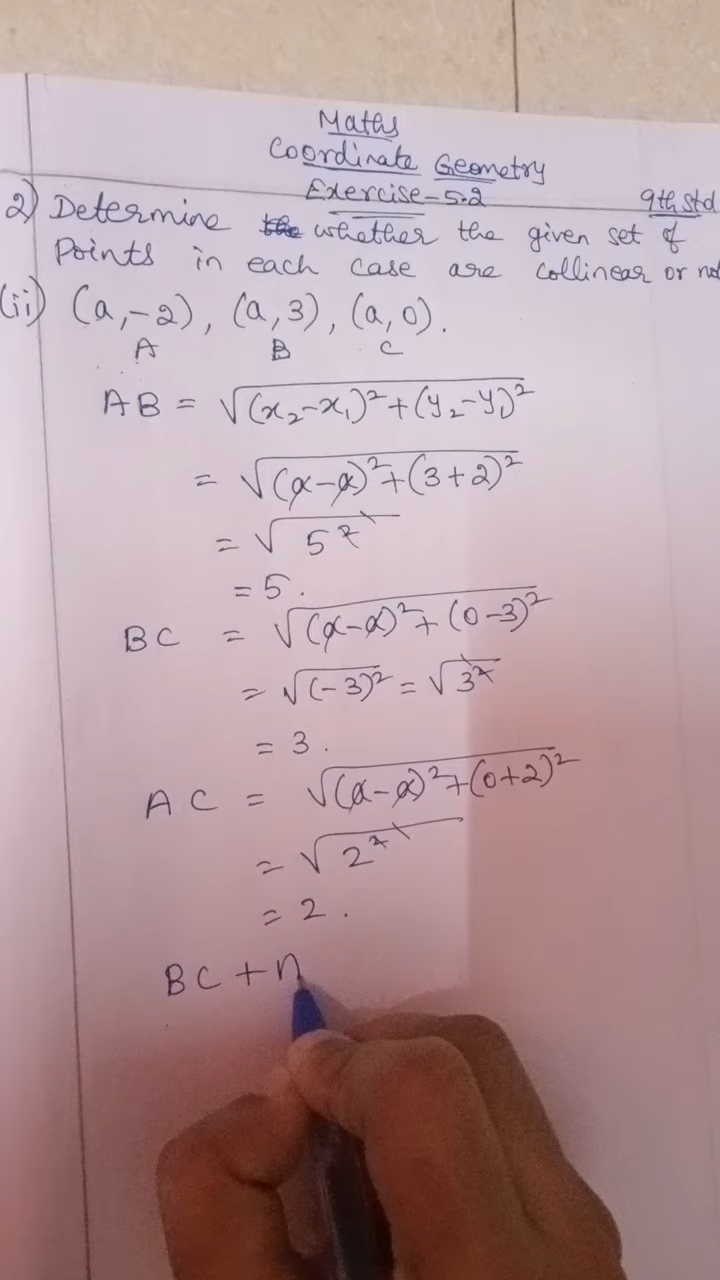 Maths
Coordinate Geometry
Exercise-5.2
9th std
2) Determine the whether the given set of
Points in each case are collinear or not
(ii) (a,-2), (a,3), (a,0).
A B C
AB = √(x₂-x₁)²+(y₂-y₁)²
= √(a-a)²+(3+2)²
= √5²
= 5.
BC = √(a-a)²+(0-3)²
= √(-3)² = √3²
= 3.
AC = √(a-a)²+(0+2)²
= √2²
= 2.
BC +